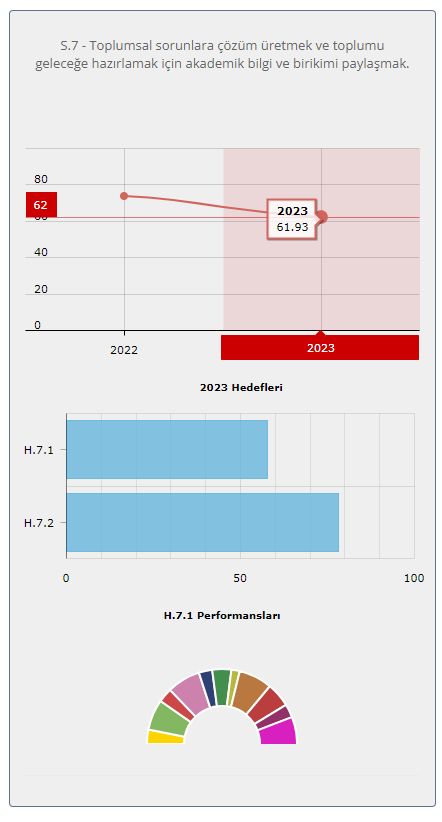 S.7 - Toplumsal sorunlara çözüm üretmek ve toplumu
geleceğe hazırlamak için akademik bilgi ve birikimi paylaşmak.
80
62
60
40
20
0
2023
61.93
2022
2023
2023 Hedefleri
H.7.1
H.7.2
0
50
100
H.7.1 Performansları